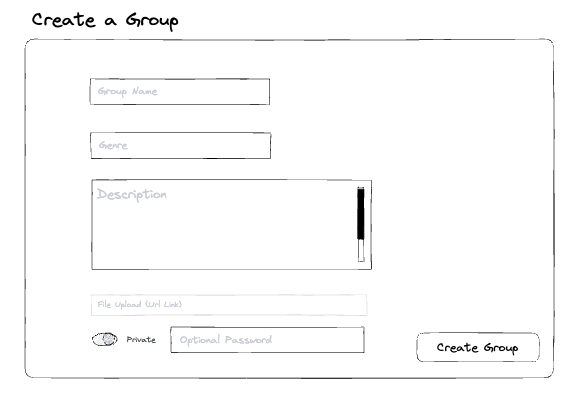 Create a Group
Group Name
Genre
Description
File Upload (Url Link)
Private
Optional Password
Create Group